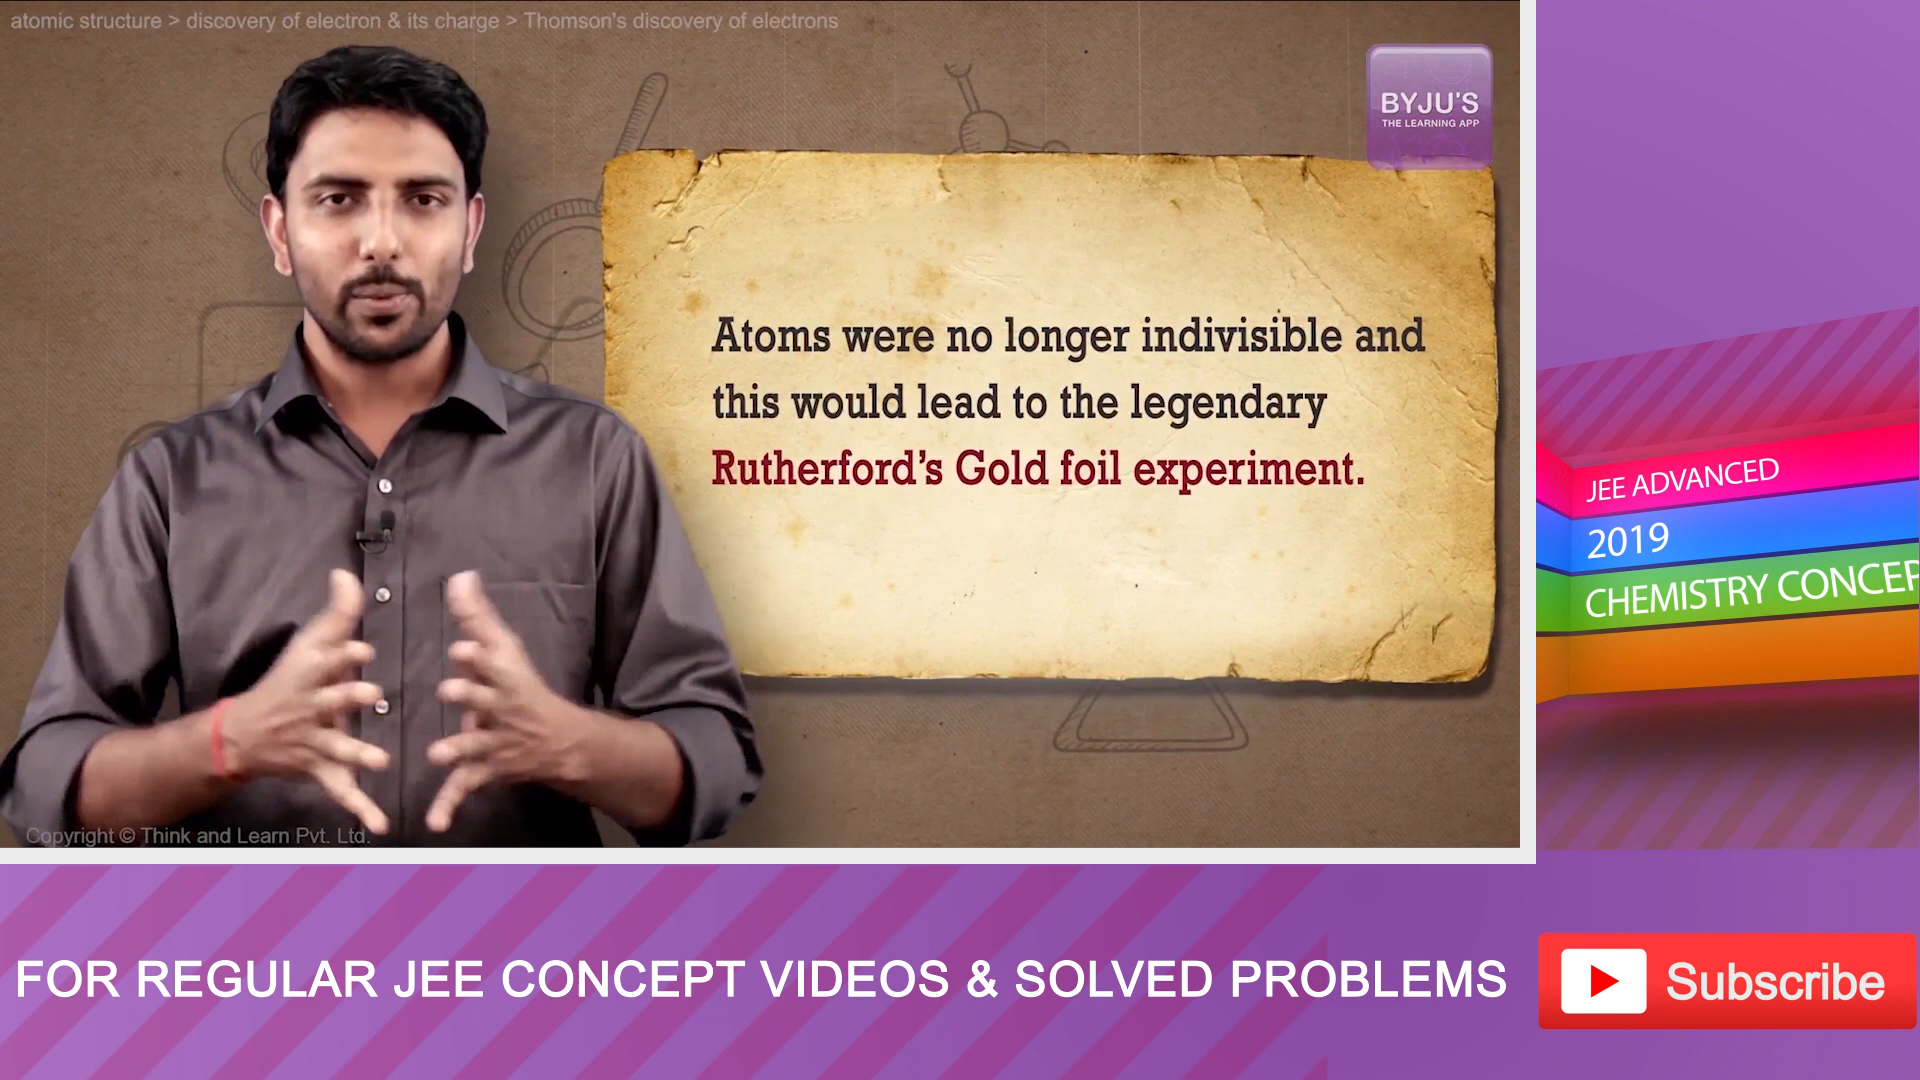 atomic structure > discovery of electron & its charge > Thomson's discovery of electrons
BYJU'S
THE LEARNING APP
Atoms were no longer indivisible and
this would lead to the legendary
Rutherford's Gold foil experiment.
JEE ADVANCED
2019
CHEMISTRY CONCEP
Copyright © Think and Learn Pvt. Ltd.
FOR REGULAR JEE CONCEPT VIDEOS & SOLVED PROBLEMS
Subscribe